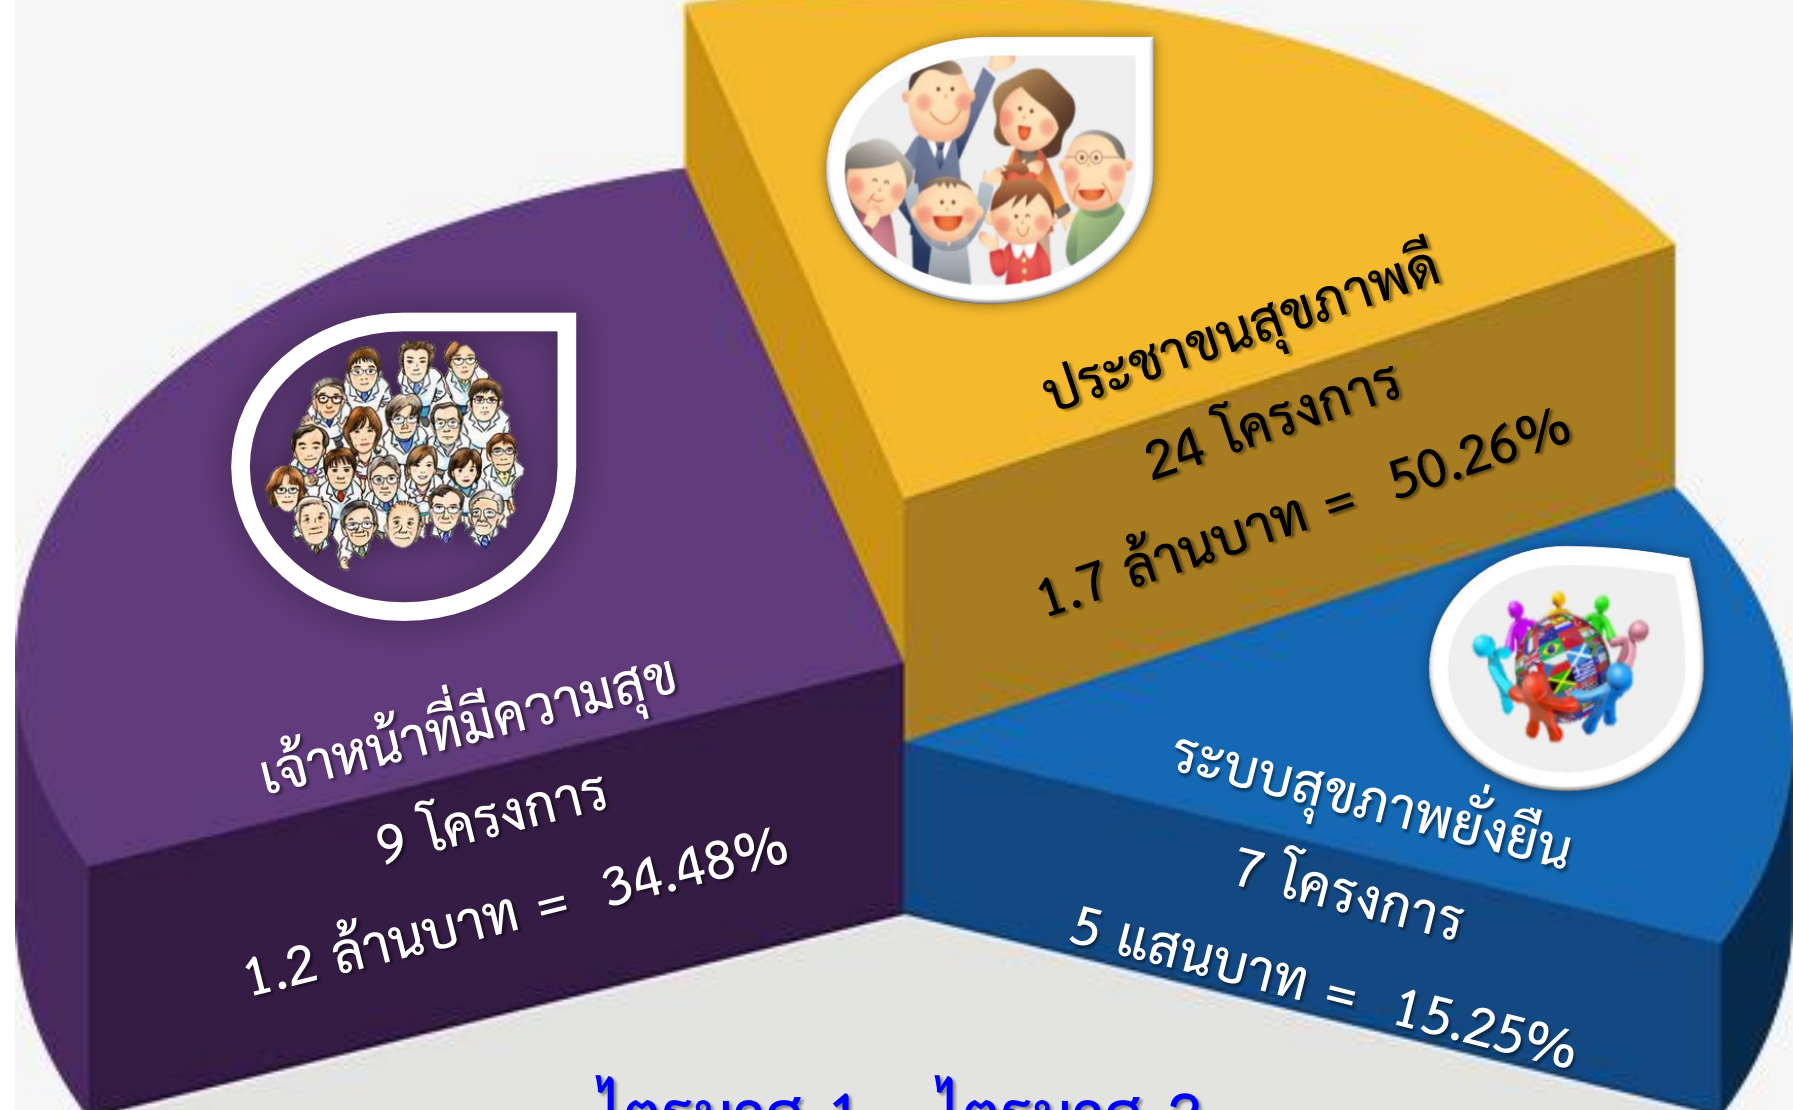 ประชาขนสุขภาพดี
24 โครงการ
1.7 ล้านบาท = 50.26%
เจ้าหน้าที่มีความสุข
9 โครงการ
1.2 ล้านบาท = 34.48%
ระบบสุขภาพยั่งยืน
7 โครงการ
5 แสนบาท = 15.25%